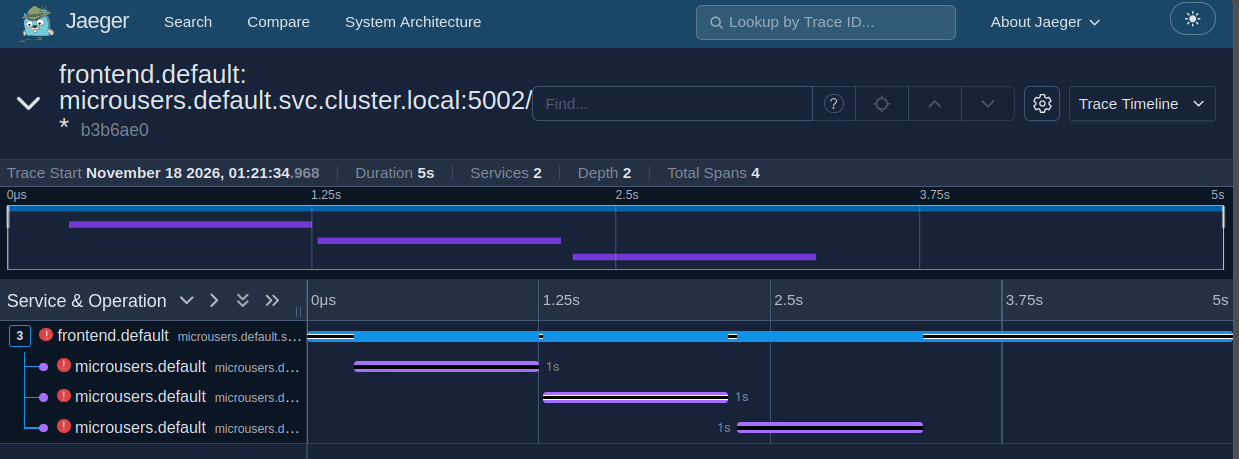 Jaeger Search Compare System Architecture Lookup by Trace ID... About Jaeger
frontend.default:
microusers.default.svc.cluster.local:5002/
* b3b6ae0
Find... ? Trace Timeline
Trace Start November 18 2026, 01:21:34.968 Duration 5s Services 2 Depth 2 Total Spans 4
0μs 1.25s 2.5s 3.75s 5s
Service & Operation 0μs 1.25s 2.5s 3.75s 5s
3 ! frontend.default microusers.default.s...
! microusers.default microusers.d... 1s
! microusers.default microusers.d... 1s
! microusers.default microusers.d... 1s